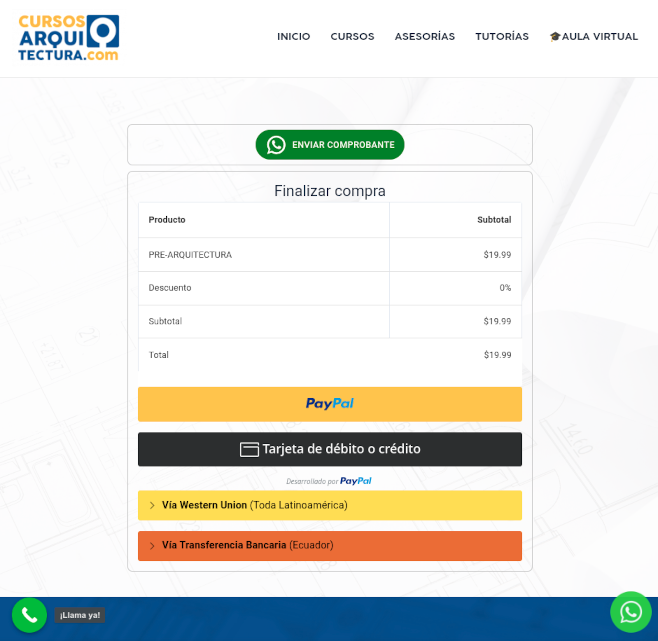 CURSOS
ARQUI
TECTURA.com
INICIO CURSOS ASESORÍAS TUTORÍAS 🎓AULA VIRTUAL
ENVIAR COMPROBANTE
Finalizar compra
Producto Subtotal
PRE-ARQUITECTURA $19.99
Descuento 0%
Subtotal $19.99
Total $19.99
PayPal
Tarjeta de débito o crédito
Desarrollado por PayPal
Vía Western Union (Toda Latinoamérica)
Vía Transferencia Bancaria (Ecuador)
¡Llama ya!